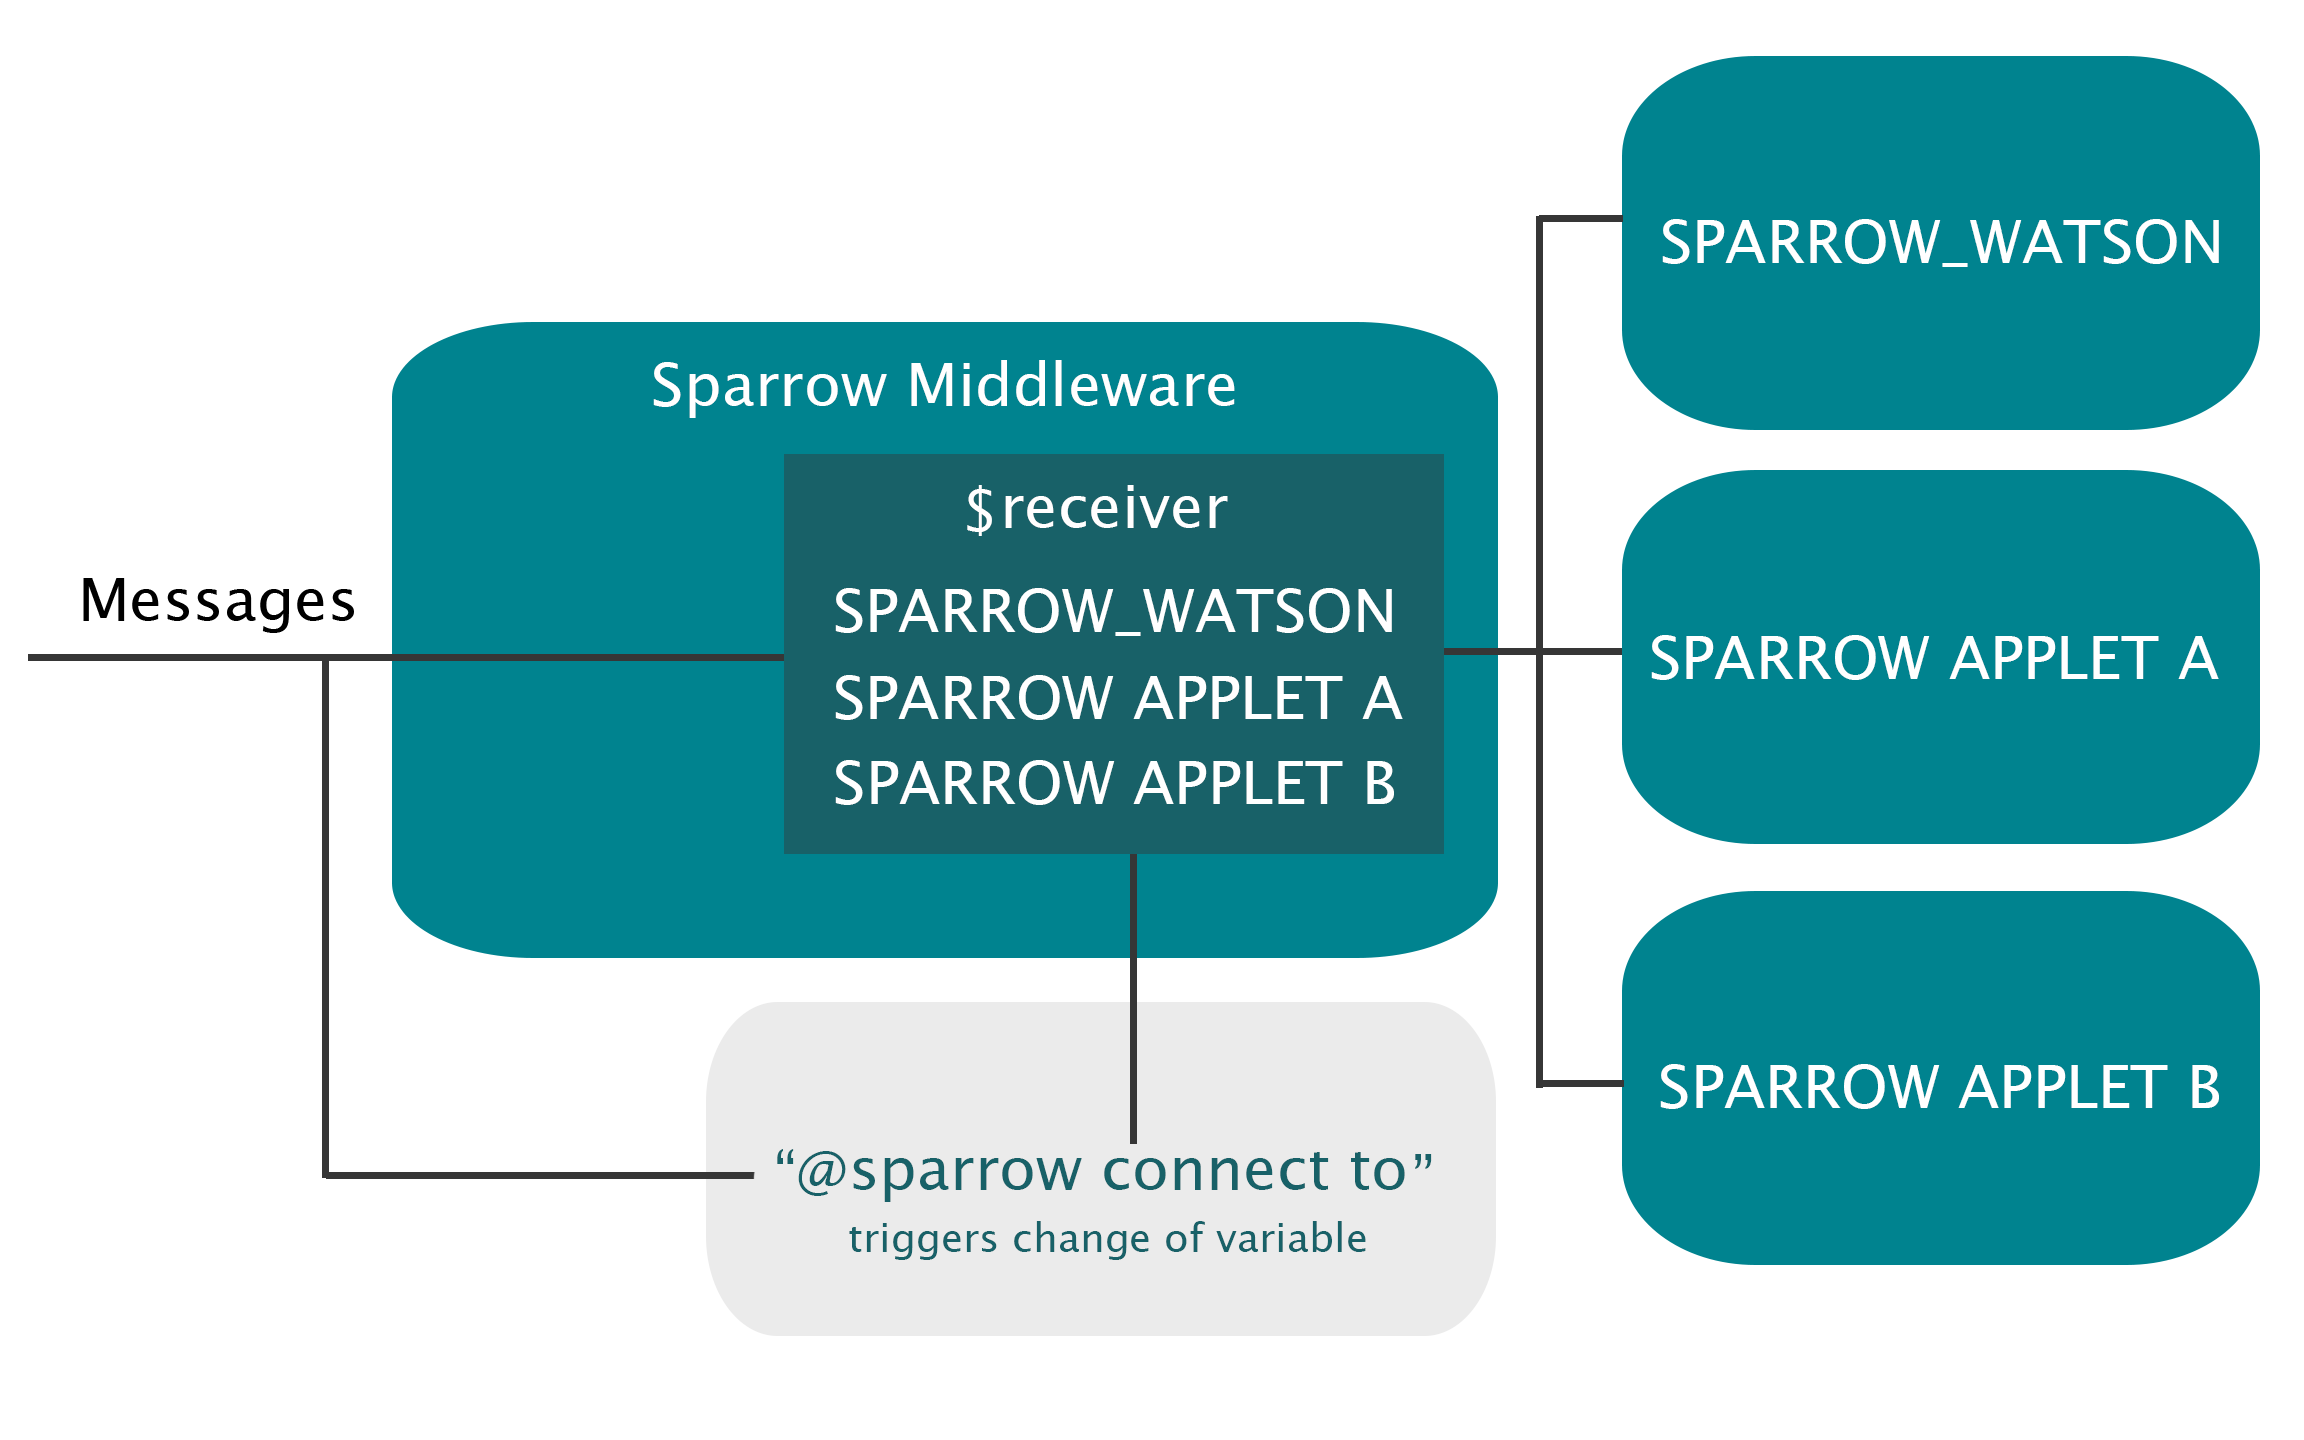 Messages
Sparrow Middleware
$receiver
SPARROW_WATSON
SPARROW APPLET A
SPARROW APPLET B
“@sparrow connect to”
triggers change of variable
SPARROW_WATSON
SPARROW APPLET A
SPARROW APPLET B